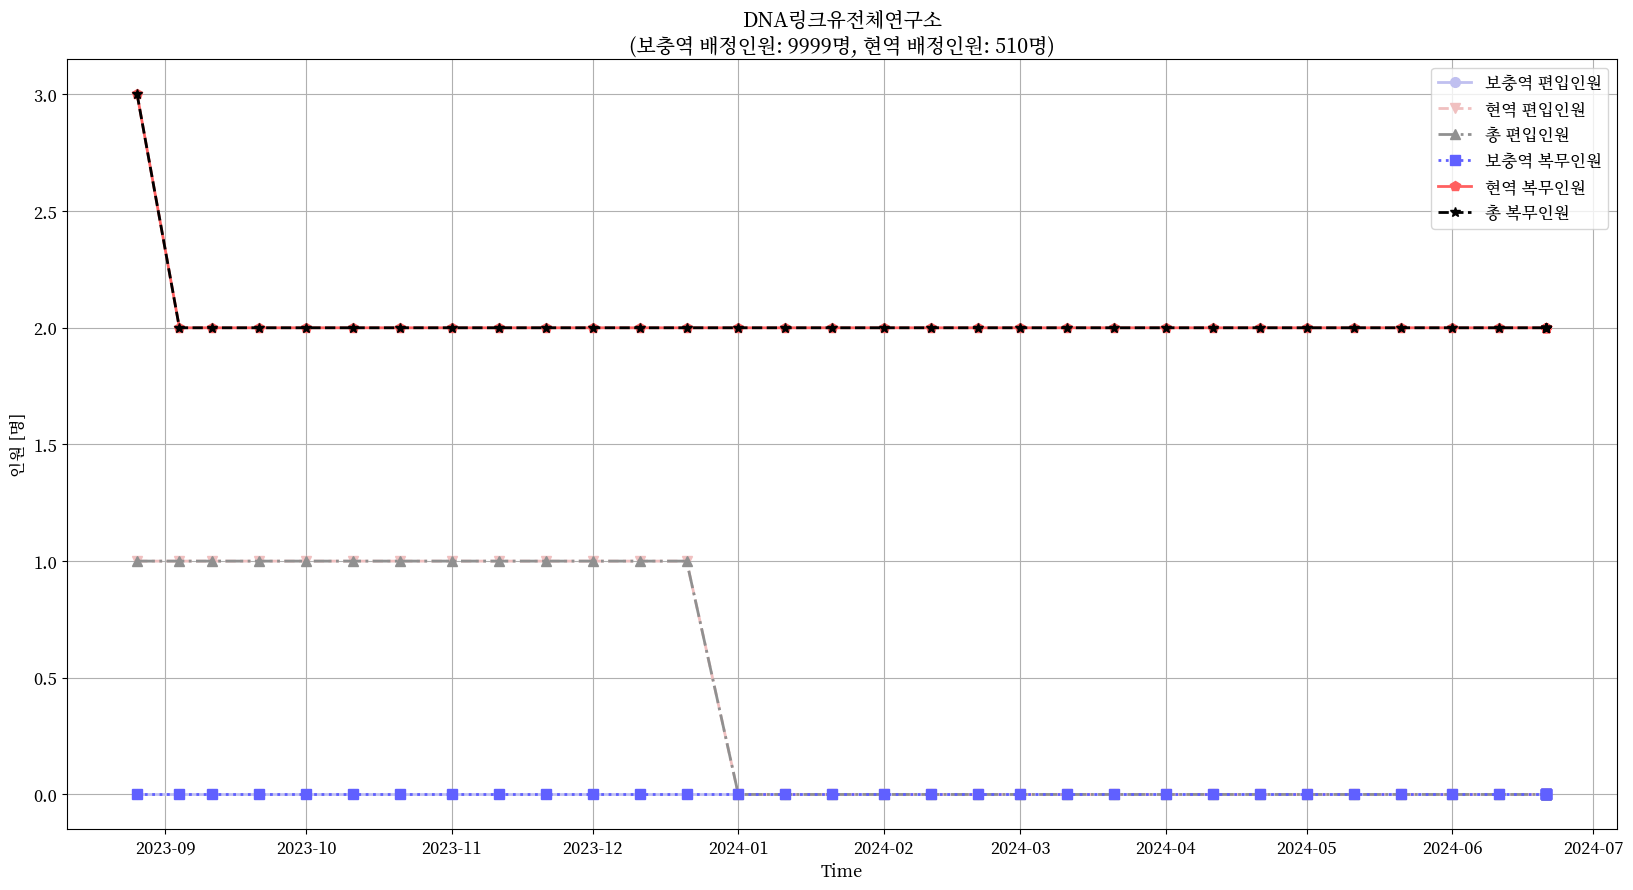 DNA링크유전체연구소
(보충역 배정인원: 9999명, 현역 배정인원: 510명)
보충역 편입인원
현역 편입인원
총 편입인원
보충역 복무인원
현역 복무인원
총 복무인원
인원 [명]
3.0
2.5
2.0
1.5
1.0
0.5
0.0
2023-09 2023-10 2023-11 2023-12 2024-01 2024-02 2024-03 2024-04 2024-05 2024-06 2024-07
Time